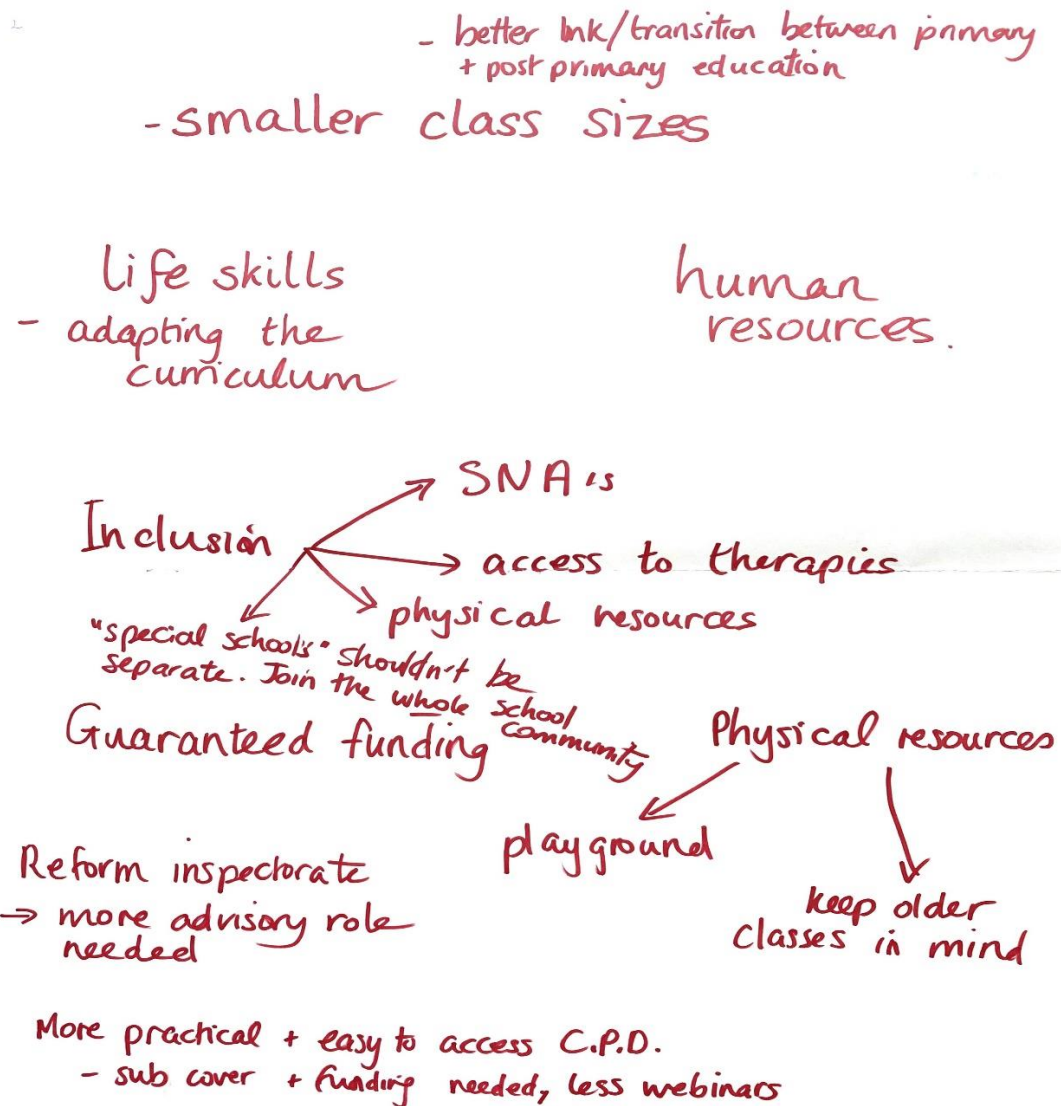 - better link/transition between primary
+ post primary education
- smaller class sizes
life skills
- adapting the
curriculum
human
resources.
Inclusion
SNA's
access to therapies
physical resources
"special schools" shouldn't be
separate. Join the whole school
community
Guaranteed funding
Physical resources
playground
keep older
classes in mind
Reform inspectorate
→ more advisory role
needed
More practical + easy to access C.P.D.
- sub cover + funding needed, less webinars